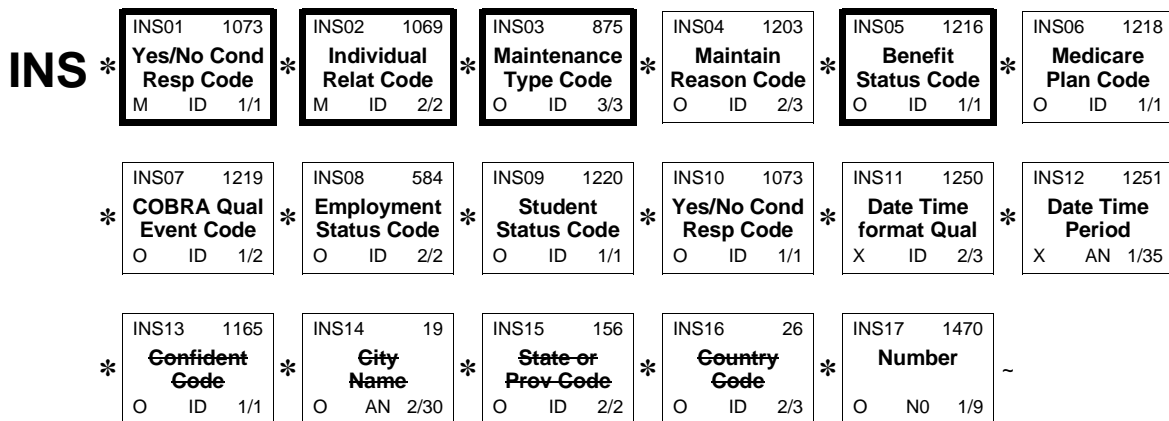 INS01 1073 INS02 1069 INS03 875 INS04 1203 INS05 1216 INS06 1218
INS * Yes/No Cond * Individual * Maintenance * Maintain * Benefit * Medicare
Resp Code Relat Code Type Code Reason Code Status Code Plan Code
M ID 1/1 M ID 2/2 O ID 3/3 O ID 2/3 O ID 1/1 O ID 1/1
INS07 1219 INS08 584 INS09 1220 INS10 1073 INS11 1250 INS12 1251
* COBRA Qual * Employment * Student * Yes/No Cond * Date Time * Date Time
Event Code Status Code Status Code Resp Code format Qual Period
O ID 1/2 O ID 2/2 O ID 1/1 O ID 1/1 X ID 2/3 X AN 1/35
INS13 1165 INS14 19 INS15 156 INS16 26 INS17 1470
* Confident * City * State or * Country * Number ~
Code Name Prov Code Code
O ID 1/1 O AN 2/30 O ID 2/2 O ID 2/3 O N0 1/9